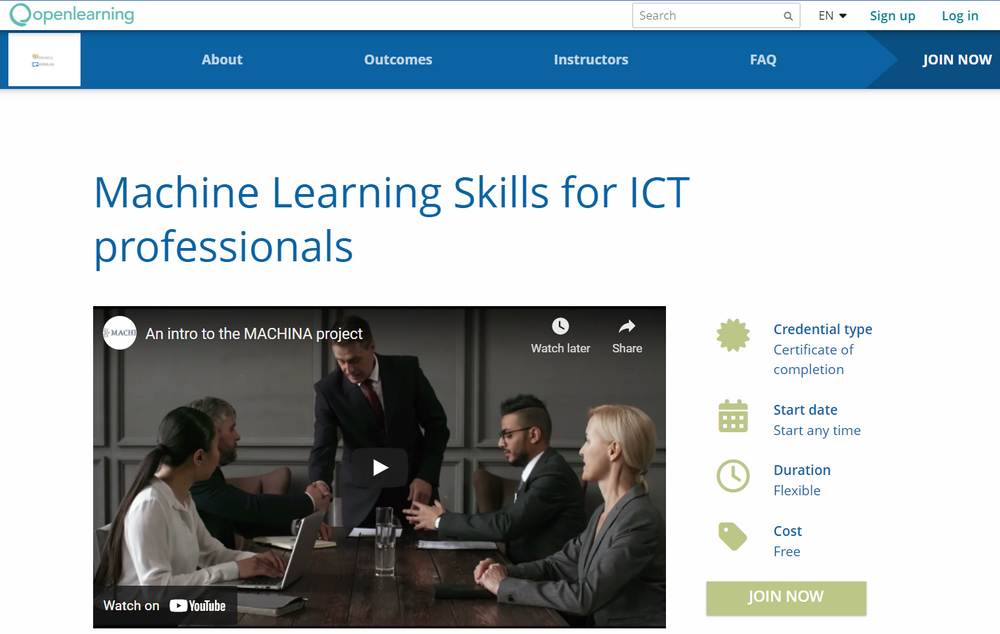 openlearning
Search
EN
Sign up
Log in
About
Outcomes
Instructors
FAQ
JOIN NOW
Machine Learning Skills for ICT
professionals
MACHI
An intro to the MACHINA project
Watch later
Share
Watch on YouTube
Credential type
Certificate of
completion
Start date
Start any time
Duration
Flexible
Cost
Free
JOIN NOW